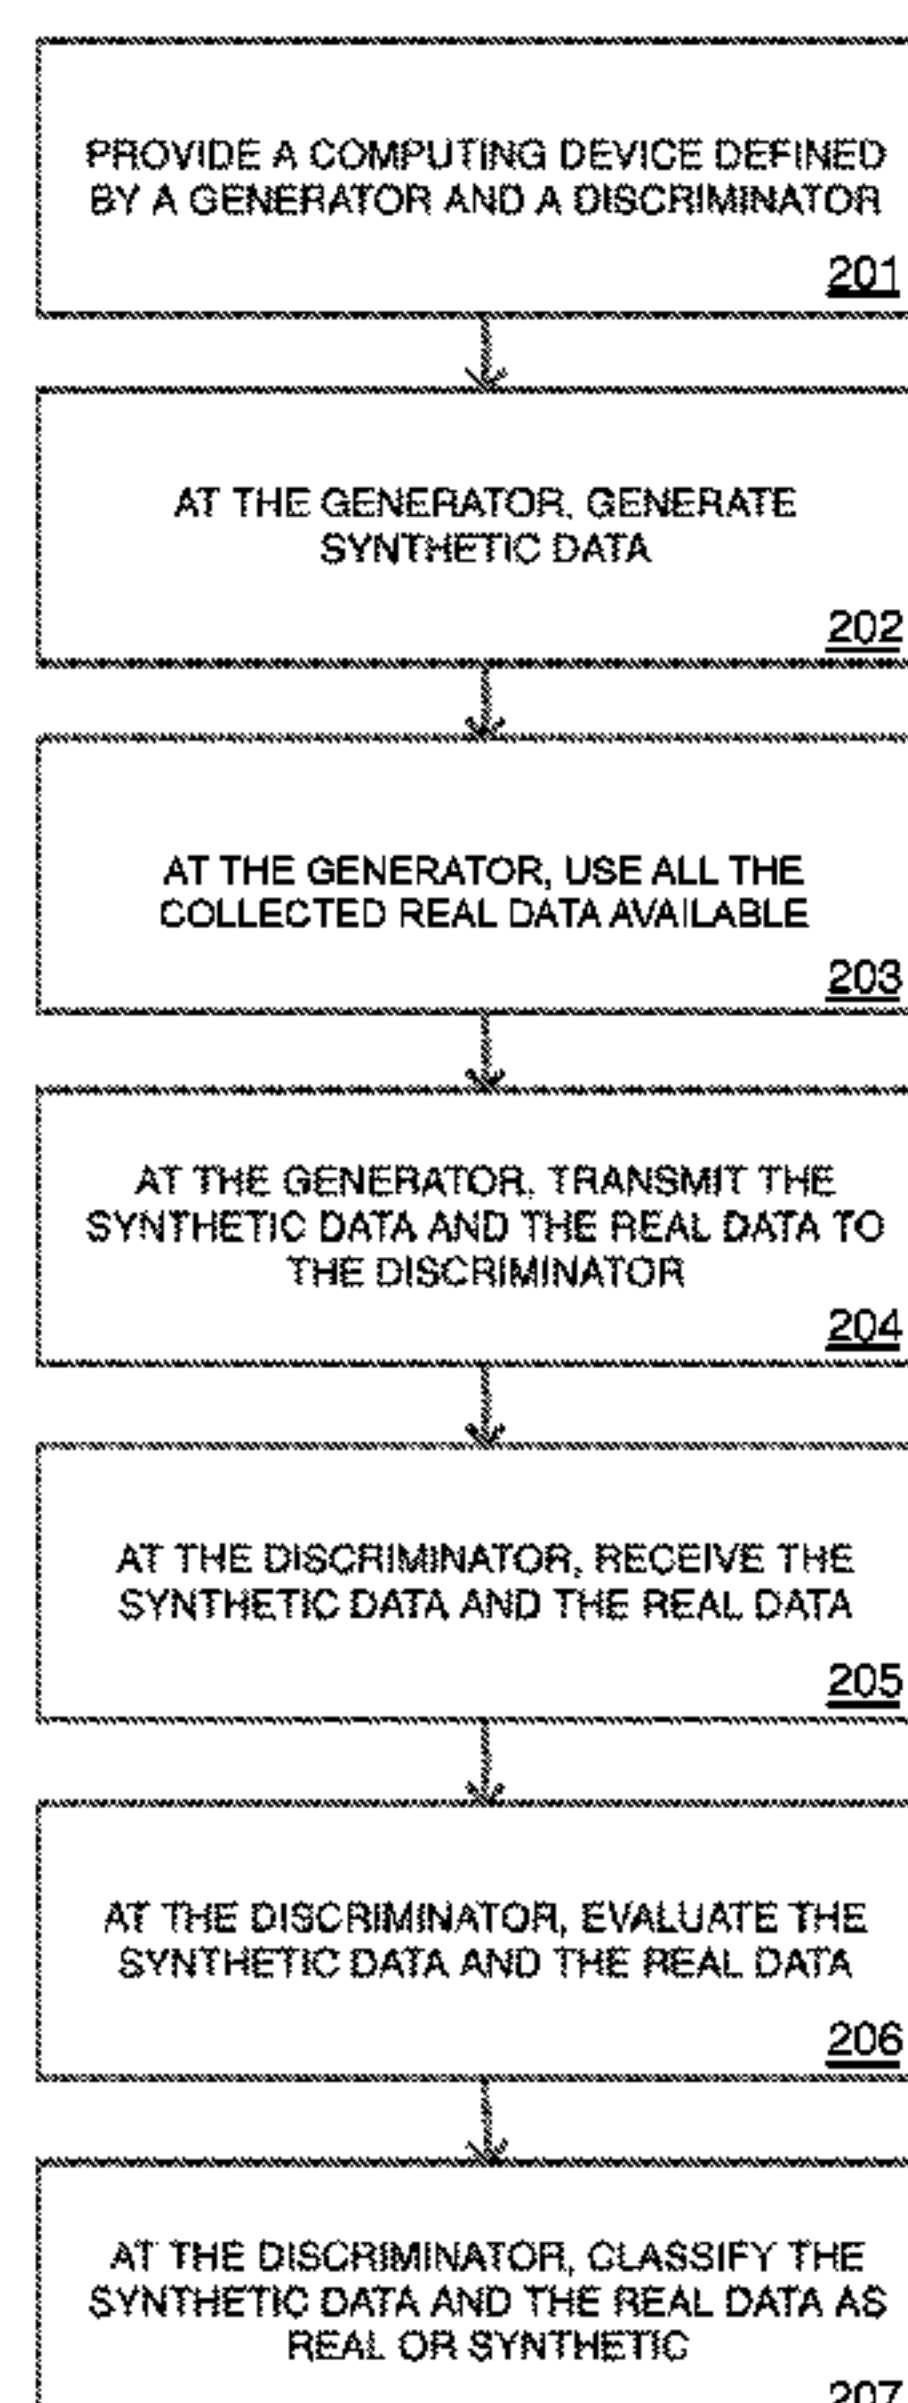 PROVIDE A COMPUTING DEVICE DEFINED
BY A GENERATOR AND A DISCRIMINATOR
201
AT THE GENERATOR, GENERATE
SYNTHETIC DATA
202
AT THE GENERATOR, USE ALL THE
COLLECTED REAL DATA AVAILABLE
203
AT THE GENERATOR, TRANSMIT THE
SYNTHETIC DATA AND THE REAL DATA TO
THE DISCRIMINATOR
204
AT THE DISCRIMINATOR, RECEIVE THE
SYNTHETIC DATA AND THE REAL DATA
205
AT THE DISCRIMINATOR, EVALUATE THE
SYNTHETIC DATA AND THE REAL DATA
206
AT THE DISCRIMINATOR, CLASSIFY THE
SYNTHETIC DATA AND THE REAL DATA AS
REAL OR SYNTHETIC
207